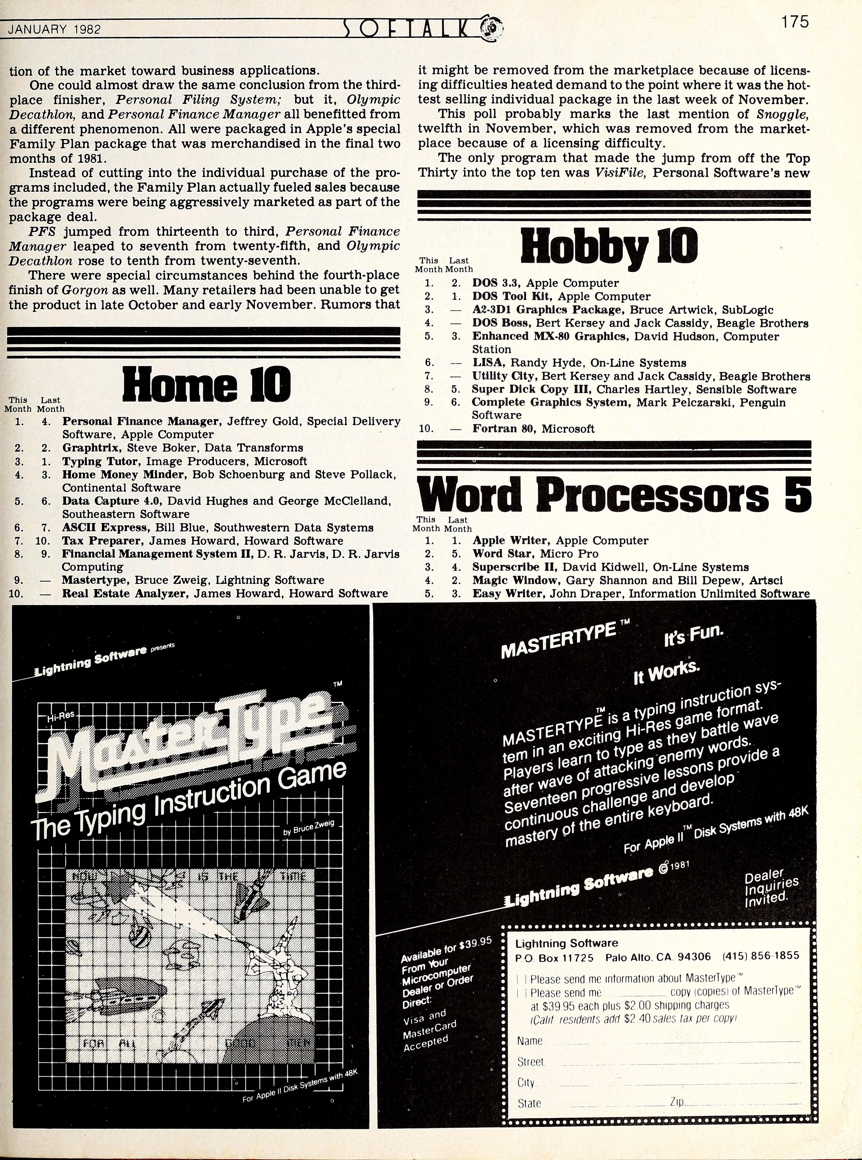 JANUARY 1982
SOFTALK
175
tion of the market toward business applications.
One could almost draw the same conclusion from the third-
place finisher, Personal Filing System; but it, Olympic
Decathlon, and Personal Finance Manager all benefitted from
a different phenomenon. All were packaged in Apple's special
Family Plan package that was merchandised in the final two
months of 1981.
Instead of cutting into the individual purchase of the pro-
grams included, the Family Plan actually fueled sales because
the programs were being aggressively marketed as part of the
package deal.
PFS jumped from thirteenth to third, Personal Finance
Manager leaped to seventh from twenty-fifth, and Olympic
Decathlon rose to tenth from twenty-seventh.
There were special circumstances behind the fourth-place
finish of Gorgon as well. Many retailers had been unable to get
the product in late October and early November. Rumors that
Home 10
This Last
Month Month
1. 4. Personal Finance Manager, Jeffrey Gold, Special Delivery
Software, Apple Computer
2. 2. Graphtrix, Steve Boker, Data Transforms
3. 1. Typing Tutor, Image Producers, Microsoft
4. 3. Home Money Minder, Bob Schoenburg and Steve Pollack,
Continental Software
5. 6. Data Capture 4.0, David Hughes and George McClelland,
Southeastern Software
6. 7. ASCII Express, Bill Blue, Southwestern Data Systems
7. 10. Tax Preparer, James Howard, Howard Software
8. 9. Financial Management System II, D. R. Jarvis, D. R. Jarvis
Computing
9. — Mastertype, Bruce Zweig, Lightning Software
10. — Real Estate Analyzer, James Howard, Howard Software
it might be removed from the marketplace because of licens-
ing difficulties heated demand to the point where it was the hot-
test selling individual package in the last week of November.
This poll probably marks the last mention of Snoggle,
twelfth in November, which was removed from the market-
place because of a licensing difficulty.
The only program that made the jump from off the Top
Thirty into the top ten was VisiFile, Personal Software's new
Hobby 10
This Last
Month Month
1. 2. DOS 3.3, Apple Computer
2. 1. DOS Tool Kit, Apple Computer
3. — A2-3D1 Graphics Package, Bruce Artwick, SubLogic
4. — DOS Boss, Bert Kersey and Jack Cassidy, Beagle Brothers
5. 3. Enhanced MX-80 Graphics, David Hudson, Computer
Station
6. — LISA, Randy Hyde, On-Line Systems
7. — Utility City, Bert Kersey and Jack Cassidy, Beagle Brothers
8. 5. Super Disk Copy III, Charles Hartley, Sensible Software
9. 6. Complete Graphics System, Mark Pelczarski, Penguin
Software
10. — Fortran 80, Microsoft
Word Processors 5
This Last
Month Month
1. 1. Apple Writer, Apple Computer
2. 5. Word Star, Micro Pro
3. 4. Superscribe II, David Kidwell, On-Line Systems
4. 2. Magic Window, Gary Shannon and Bill Depew, Artsci
5. 3. Easy Writer, John Draper, Information Unlimited Software
Lightning Software presents
Hi-Res
MasterType™
The Typing Instruction Game
by Bruce Zweig
NOW IS THE TIME
FOR ALL GOOD MEN
For Apple II Disk Systems with 48K
MASTERTYPE™
It's Fun.
It Works.
MASTERTYPE™ is a typing instruction sys-
tem in an exciting Hi-Res game format.
Players learn to type as they battle wave
after wave of attacking enemy words.
Seventeen progressive lessons provide a
continuous challenge and develop
mastery of the entire keyboard.
For Apple II™ Disk Systems with 48K
Lightning Software © 1981
Dealer
Inquiries
Invited.
Available for $39.95
From Your
Microcomputer
Dealer or Order
Direct:
Visa and
MasterCard
Accepted
Lightning Software
P.O. Box 11725 Palo Alto, CA. 94306 (415) 856-1855
[ ] Please send me information about MasterType™
[ ] Please send me ________ copy (copies) of MasterType™
at $39.95 each plus $2.00 shipping charges
(Calif. residents add $2.40 sales tax per copy)
Name
Street
City
State Zip